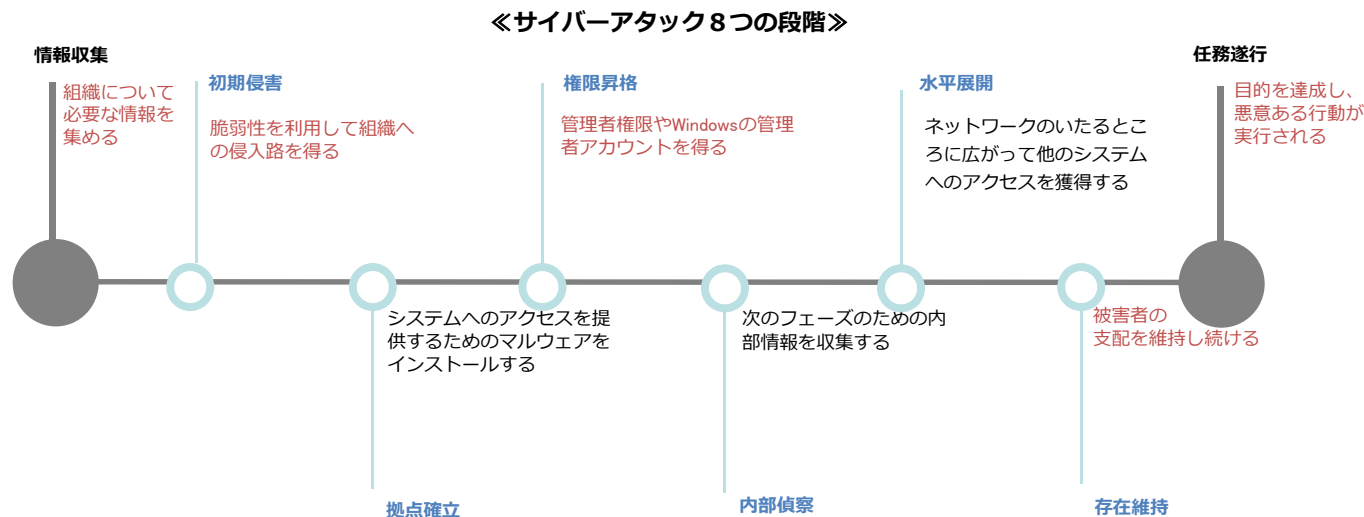 ≪サイバーアタック８つの段階≫
情報収集
組織について
必要な情報を
集める
初期侵害
脆弱性を利用して組織へ
の侵入路を得る
システムへのアクセスを提
供するためのマルウェアを
インストールする
拠点確立
権限昇格
管理者権限やWindowsの管理
者アカウントを得る
次のフェーズのための内
部情報を収集する
内部偵察
水平展開
ネットワークのいたるとこ
ろに広がって他のシステム
へのアクセスを獲得する
被害者の
支配を維持し続ける
存在維持
任務遂行
目的を達成し、
悪意ある行動が
実行される